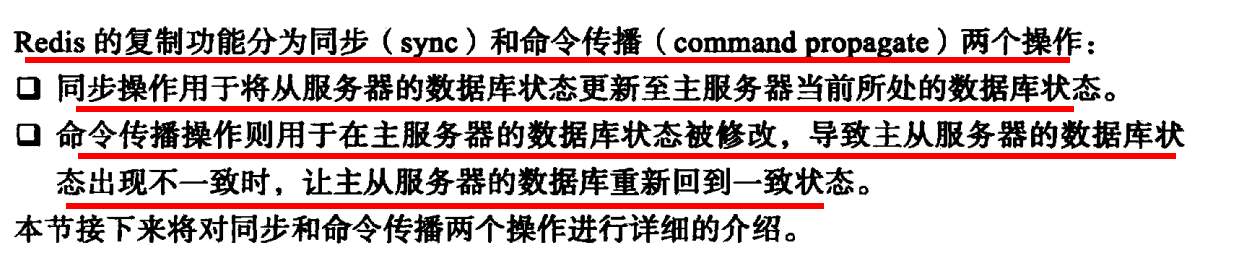 Redis 的复制功能分为同步（sync）和命令传播（command propagate）两个操作：
❑ 同步操作用于将从服务器的数据库状态更新至主服务器当前所处的数据库状态。
❑ 命令传播操作则用于在主服务器的数据库状态被修改，导致主从服务器的数据库状
态出现不一致时，让主从服务器的数据库重新回到一致状态。
本节接下来将对同步和命令传播两个操作进行详细的介绍。